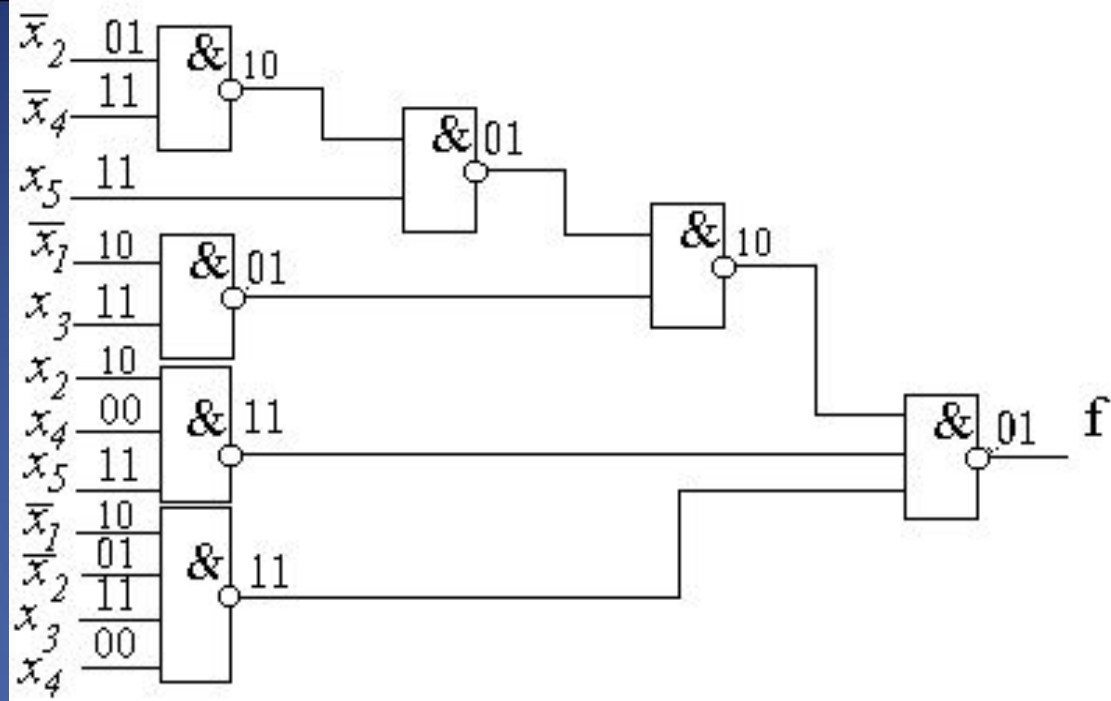 x̅₂ 01 & 10
x̅₄ 11
& 01
x₅ 11
x̅₁ 10 & 01
x₃ 11
& 10
x₂ 10
x₄ 00 & 11
x₅ 11
& 01 f
x̅₁ 10
x̅₂ 01 & 11
x₃ 11
x₄ 00